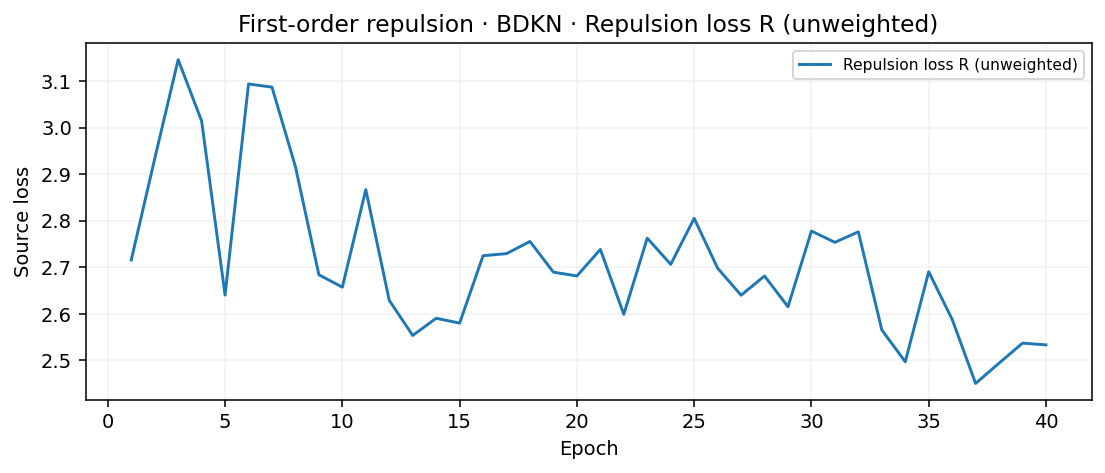 First-order repulsion · BDKN · Repulsion loss R (unweighted)
Repulsion loss R (unweighted)
Source loss
3.1
3.0
2.9
2.8
2.7
2.6
2.5
0 5 10 15 20 25 30 35 40
Epoch